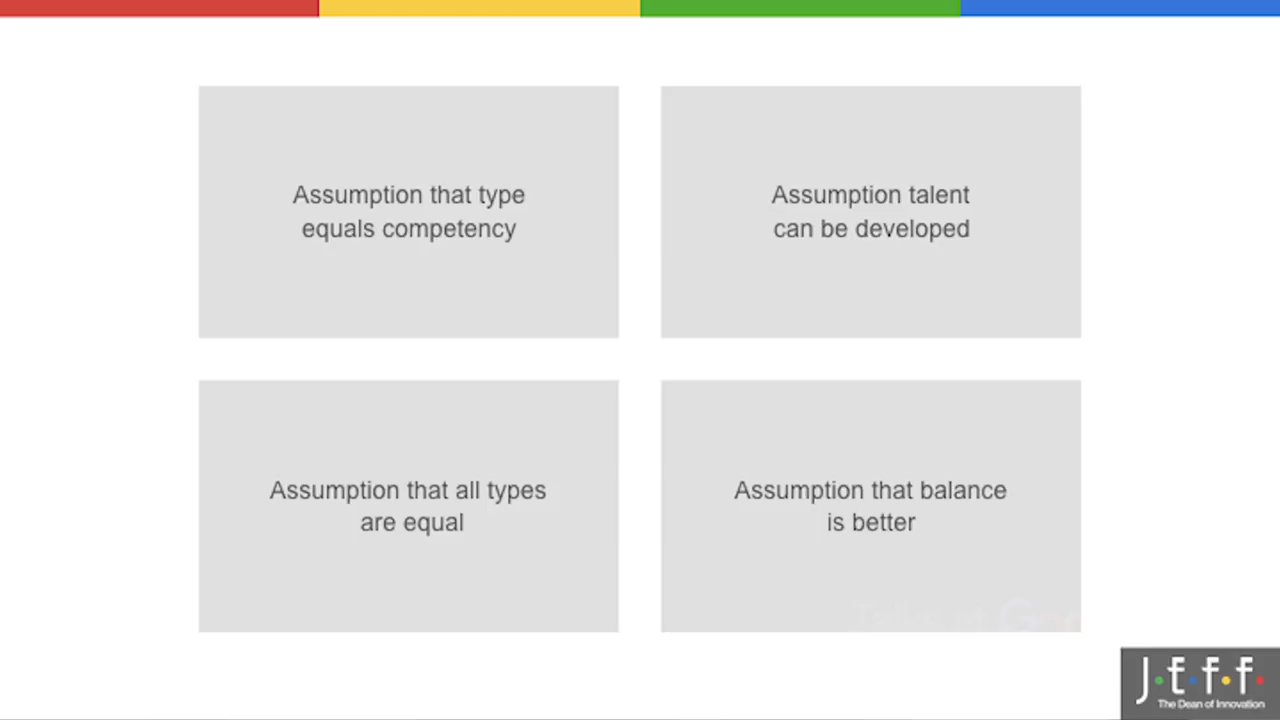 Assumption that type
equals competency
Assumption talent
can be developed
Assumption that all types
are equal
Assumption that balance
is better
J·e·f·f·
The Dean of Innovation